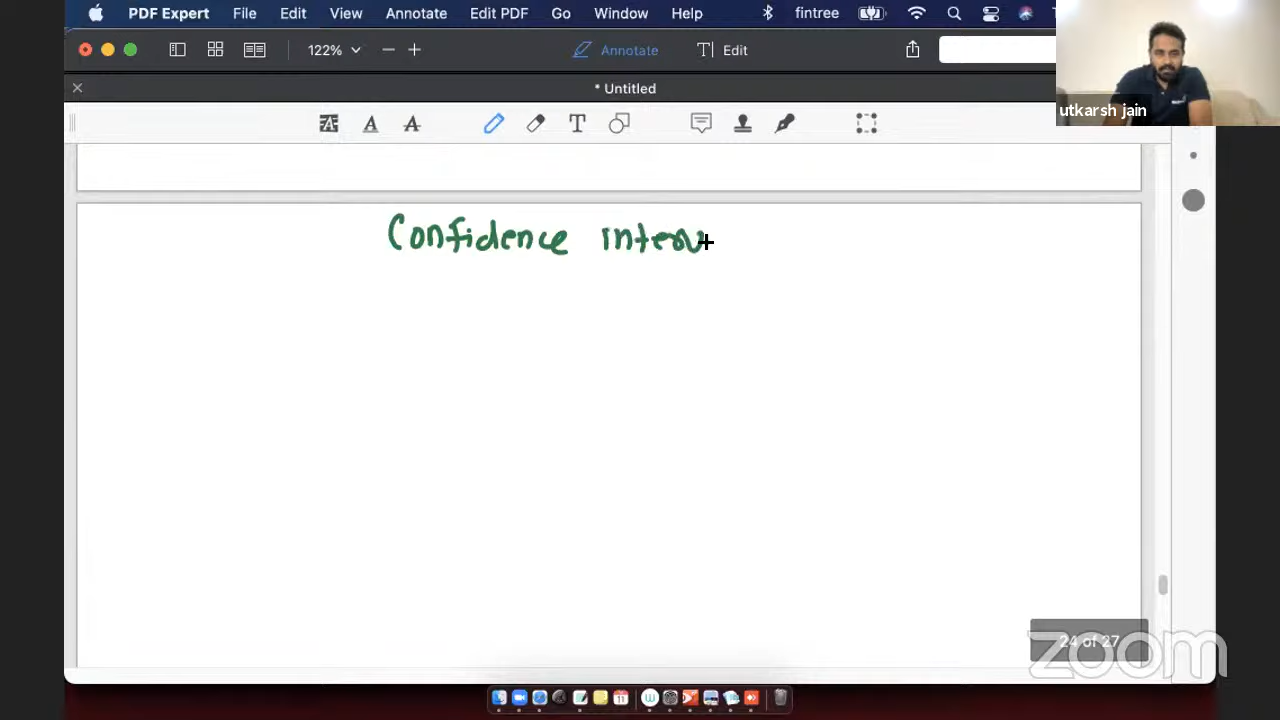 PDF Expert File Edit View Annotate Edit PDF Go Window Help fintree
122% Annotate T Edit
* Untitled
utkarsh jain
A A A T
Confidence interv
24 of 27
zoom
11